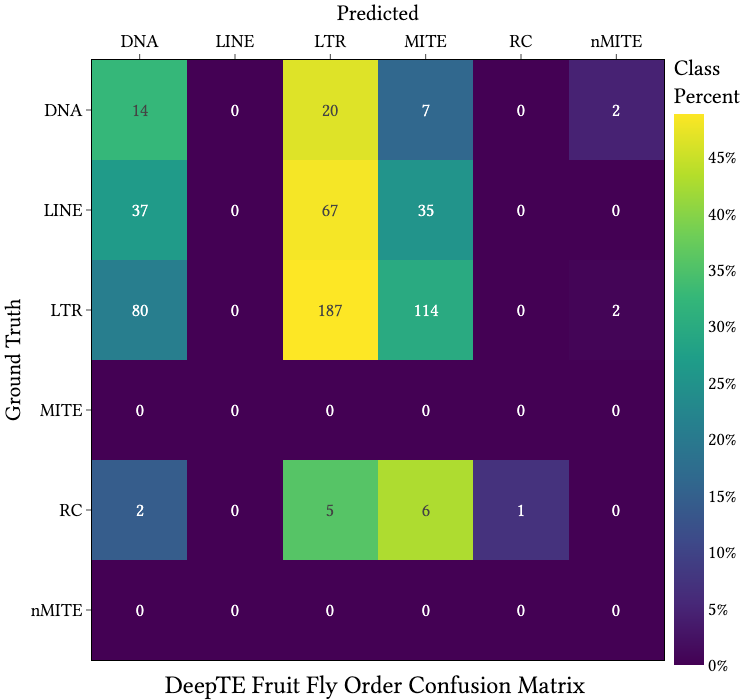 Predicted
DNA LINE LTR MITE RC nMITE
Class
Percent
DNA 14 0 20 7 0 2
45%
40%
LINE 37 0 67 35 0 0
35%
LTR 80 0 187 114 0 2
30%
25%
Ground Truth
MITE 0 0 0 0 0 0
20%
15%
RC 2 0 5 6 1 0
10%
5%
nMITE 0 0 0 0 0 0
0%
DeepTE Fruit Fly Order Confusion Matrix